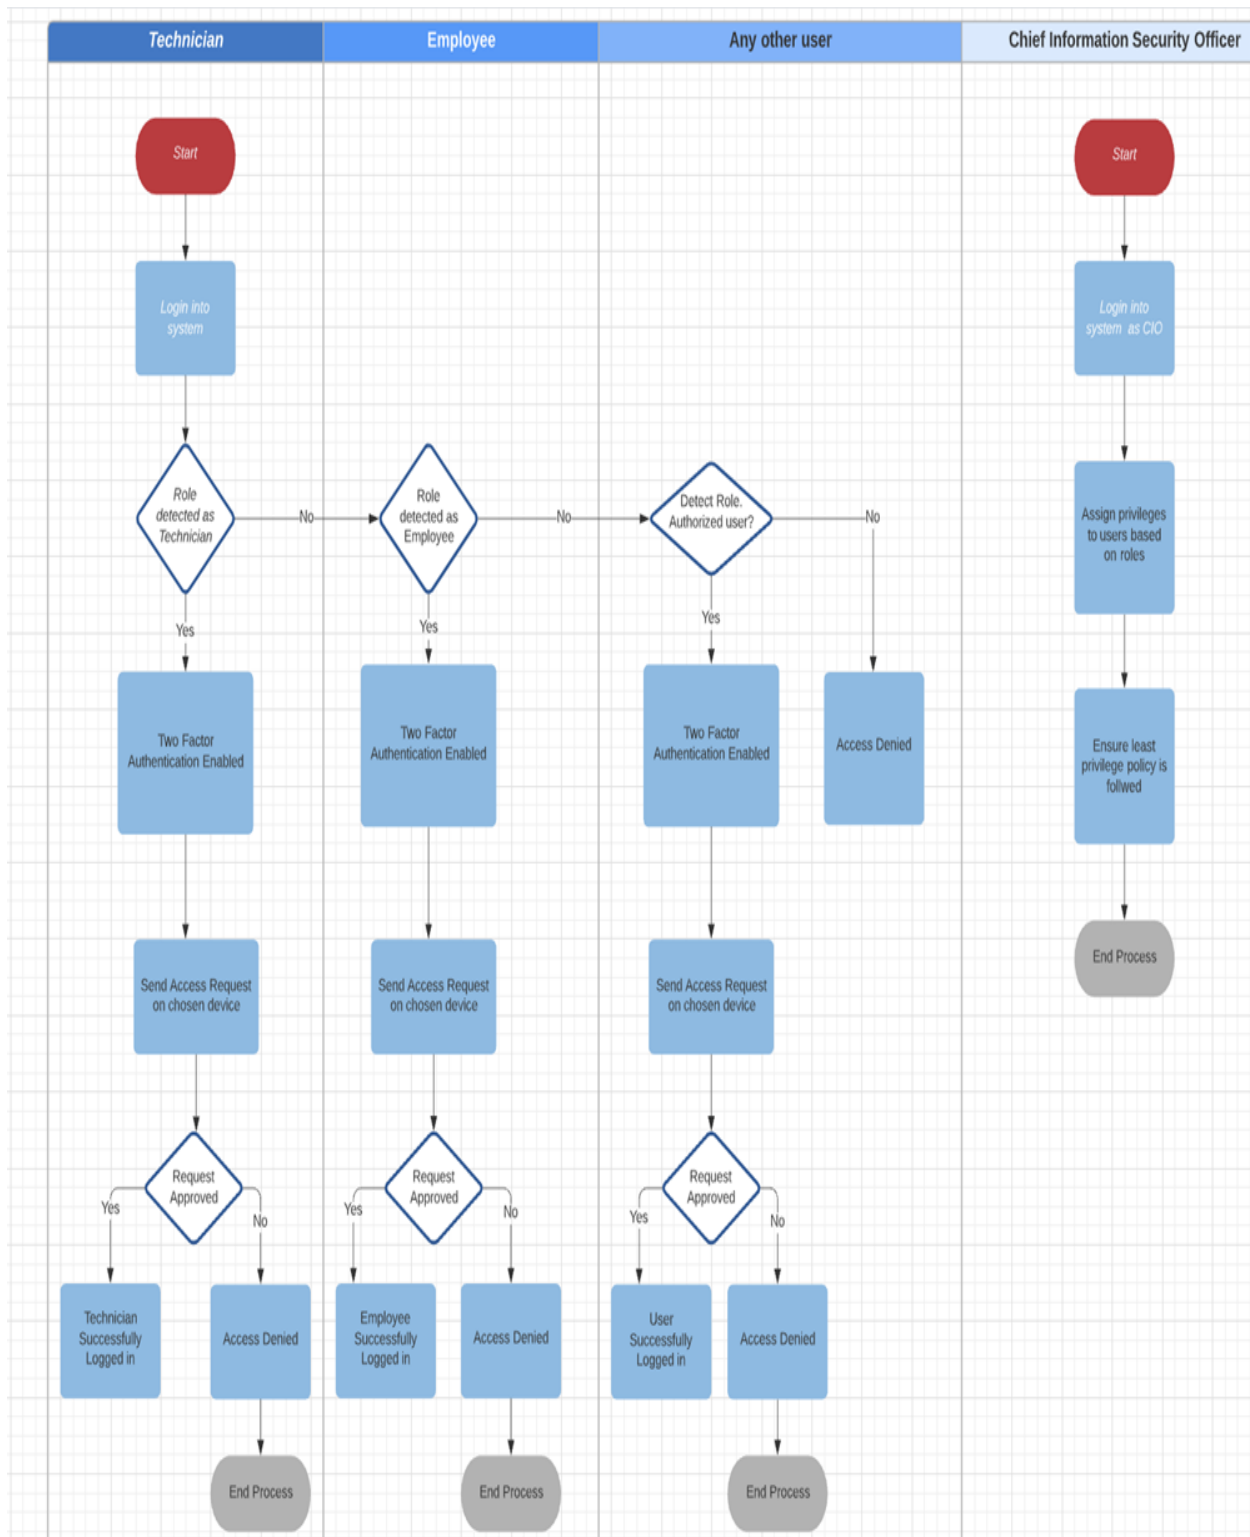 Technician
Employee
Any other user
Chief Information Security Officer
Start
Start
Login into
system
Login into
system as CIO
Role
detected as
Technician
No
Role
detected as
Employee
No
Detect Role.
Authorized user?
No
Assign privileges
to users based
on roles
Yes
Yes
Yes
Two Factor
Authentication Enabled
Two Factor
Authentication Enabled
Two Factor
Authentication Enabled
Access Denied
Ensure least
privilege policy is
follwed
Send Access Request
on chosen device
Send Access Request
on chosen device
Send Access Request
on chosen device
End Process
Request
Approved
Yes
No
Request
Approved
Yes
No
Request
Approved
Yes
No
Technician
Successfully
Logged in
Access Denied
Employee
Successfully
Logged in
Access Denied
User
Successfully
Logged in
Access Denied
End Process
End Process
End Process